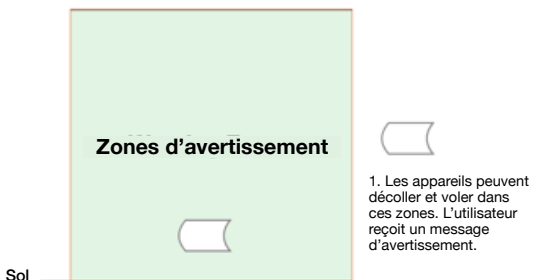 Zones d'avertissement
1. Les appareils peuvent
décoller et voler dans
ces zones. L'utilisateur
reçoit un message
d'avertissement.
Sol